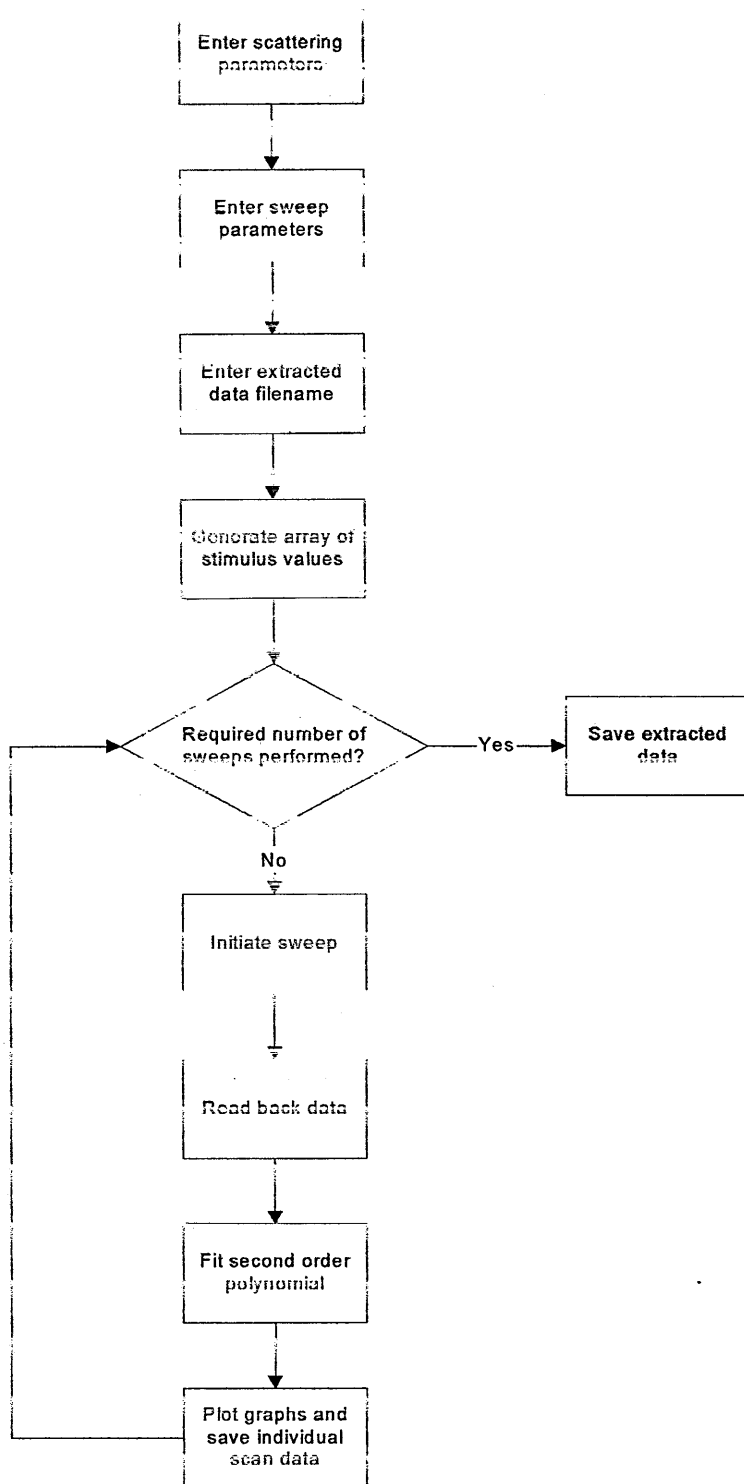 Enter scattering
parameters
Enter sweep
parameters
Enter extracted
data filename
Generate array of
stimulus values
Required number of
sweeps performed?
Yes
Save extracted
data
No
Initiate sweep
Read back data
Fit second order
polynomial
Plot graphs and
save individual
scan data